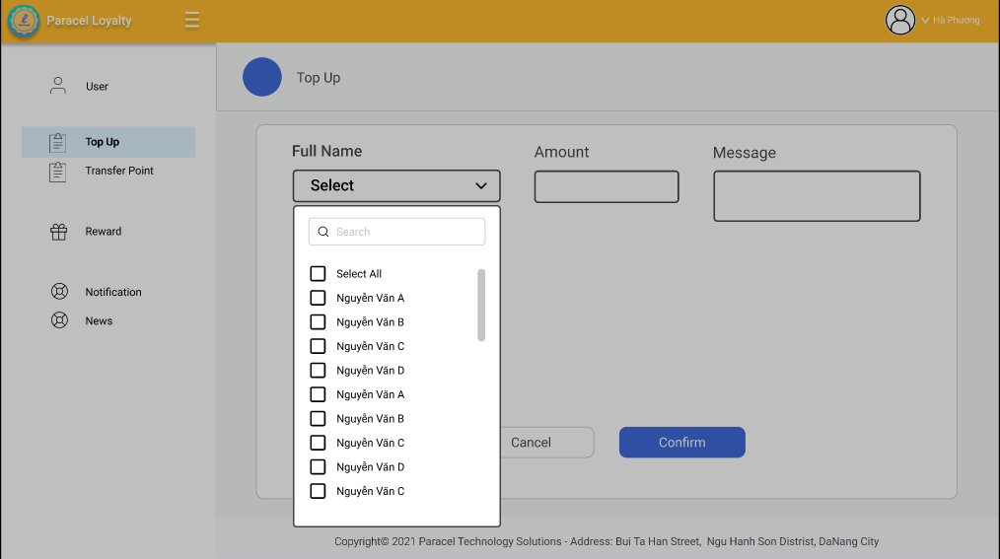 Paracel Loyalty
Hà Phương
User
Top Up
Transfer Point
Reward
Notification
News
Top Up
Full Name
Select
Search
Select All
Nguyễn Văn A
Nguyễn Văn B
Nguyễn Văn C
Nguyễn Văn D
Nguyễn Văn A
Nguyễn Văn B
Nguyễn Văn C
Nguyễn Văn D
Nguyễn Văn C
Amount
Message
Cancel
Confirm
Copyright© 2021 Paracel Technology Solutions - Address: Bui Ta Han Street, Ngu Hanh Son Distrist, DaNang City